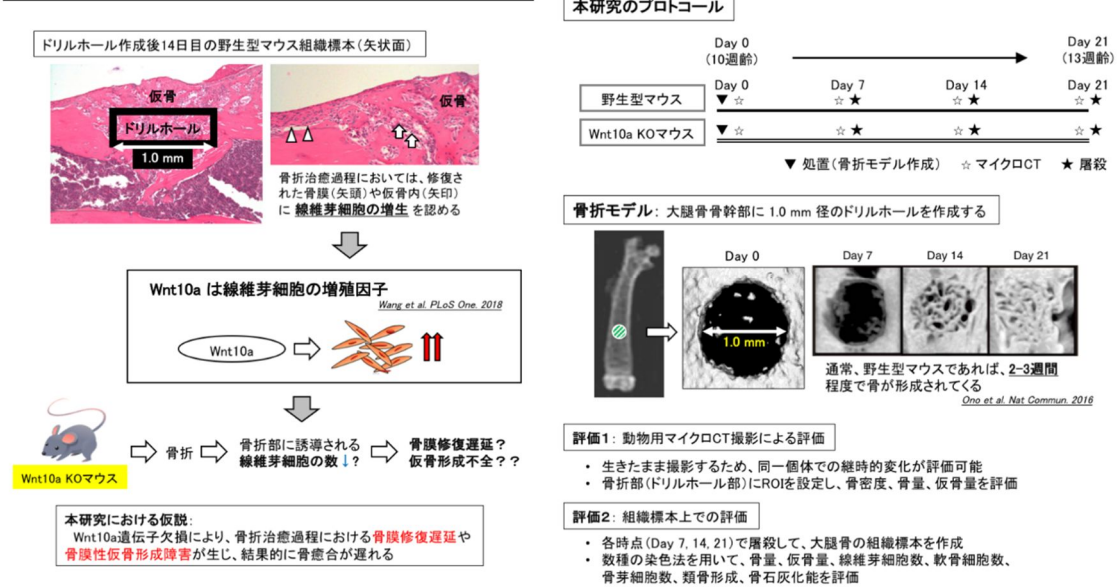 ドリルホール作成後14日目の野生型マウス組織標本(矢状面)
仮骨
ドリルホール
1.0 mm
仮骨
骨折治癒過程においては、修復さ
れた骨膜(矢頭)や仮骨内(矢印)
に 線維芽細胞の増生 を認める
Wnt10a は線維芽細胞の増殖因子
Wang et al. PLoS One. 2018
Wnt10a
Wnt10a KOマウス
骨折
骨折部に誘導される
線維芽細胞の数↓?
骨膜修復遅延?
仮骨形成不全??
本研究における仮説:
Wnt10a遺伝子欠損により、骨折治癒過程における骨膜修復遅延や
骨膜性仮骨形成障害が生じ、結果的に骨癒合が遅れる
本研究のプロトコール
Day 0
(10週齢)
Day 21
(13週齢)
Day 0 Day 7 Day 14 Day 21
野生型マウス ▼☆ ☆★ ☆★ ☆★
Wnt10a KOマウス ▼☆ ☆★ ☆★ ☆★
▼ 処置(骨折モデル作成) ☆ マイクロCT ★ 屠殺
骨折モデル: 大腿骨骨幹部に 1.0 mm 径のドリルホールを作成する
Day 0
Day 7 Day 14 Day 21
1.0 mm
通常、野生型マウスであれば、2-3週間
程度で骨が形成されてくる
Ono et al. Nat Commun. 2016
評価1: 動物用マイクロCT撮影による評価
• 生きたまま撮影するため、同一個体での継時的変化が評価可能
• 骨折部(ドリルホール部)にROIを設定し、骨密度、骨量、仮骨量を評価
評価2: 組織標本上での評価
• 各時点(Day 7, 14, 21)で屠殺して、大腿骨の組織標本を作成
• 数種の染色法を用いて、骨量、仮骨量、線維芽細胞数、軟骨細胞数、
骨芽細胞数、類骨形成、骨石灰化能を評価